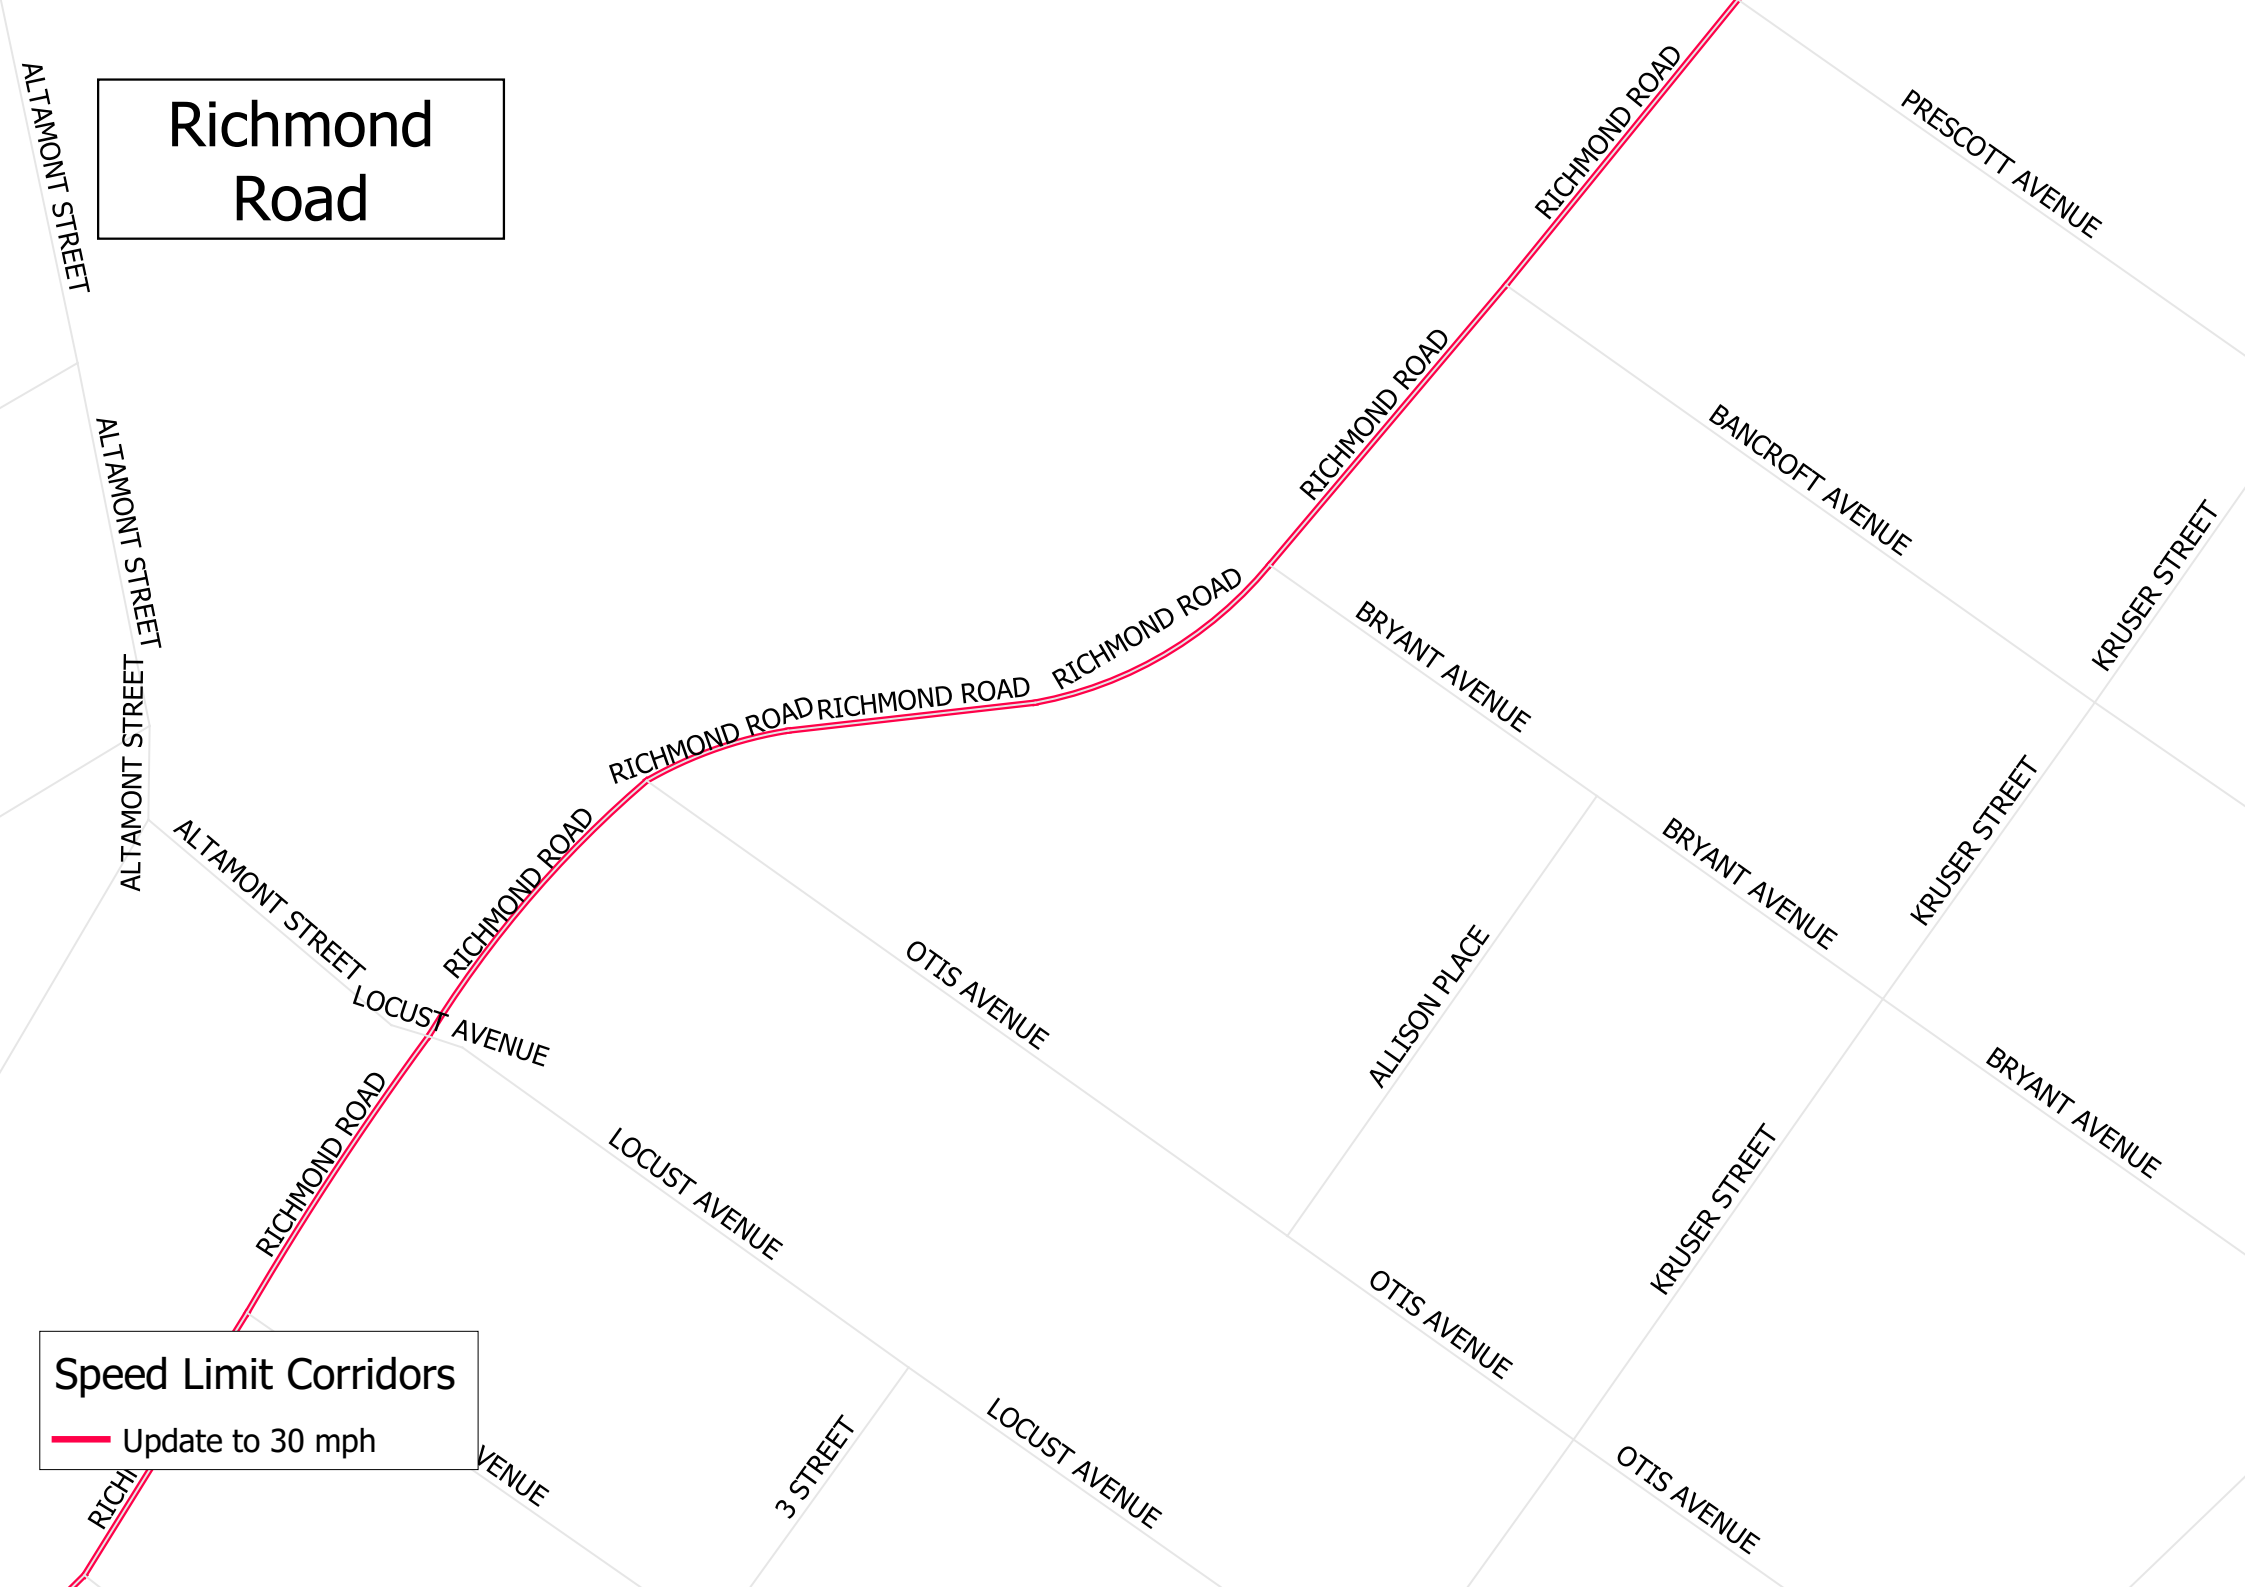 Richmond
Road
ALTAMONT STREET
ALTAMONT STREET
ALTAMONT STREET
ALTAMONT STREET
RICHMOND ROAD
PRESCOTT AVENUE
RICHMOND ROAD
BANCROFT AVENUE
KRUSER STREET
RICHMOND ROAD
RICHMOND ROAD
RICHMOND ROAD
BRYANT AVENUE
KRUSER STREET
BRYANT AVENUE
RICHMOND ROAD
OTIS AVENUE
ALLISON PLACE
LOCUST AVENUE
BRYANT AVENUE
RICHMOND ROAD
LOCUST AVENUE
KRUSER STREET
OTIS AVENUE
Speed Limit Corridors
Update to 30 mph
RICH
VENUE
3 STREET
LOCUST AVENUE
OTIS AVENUE